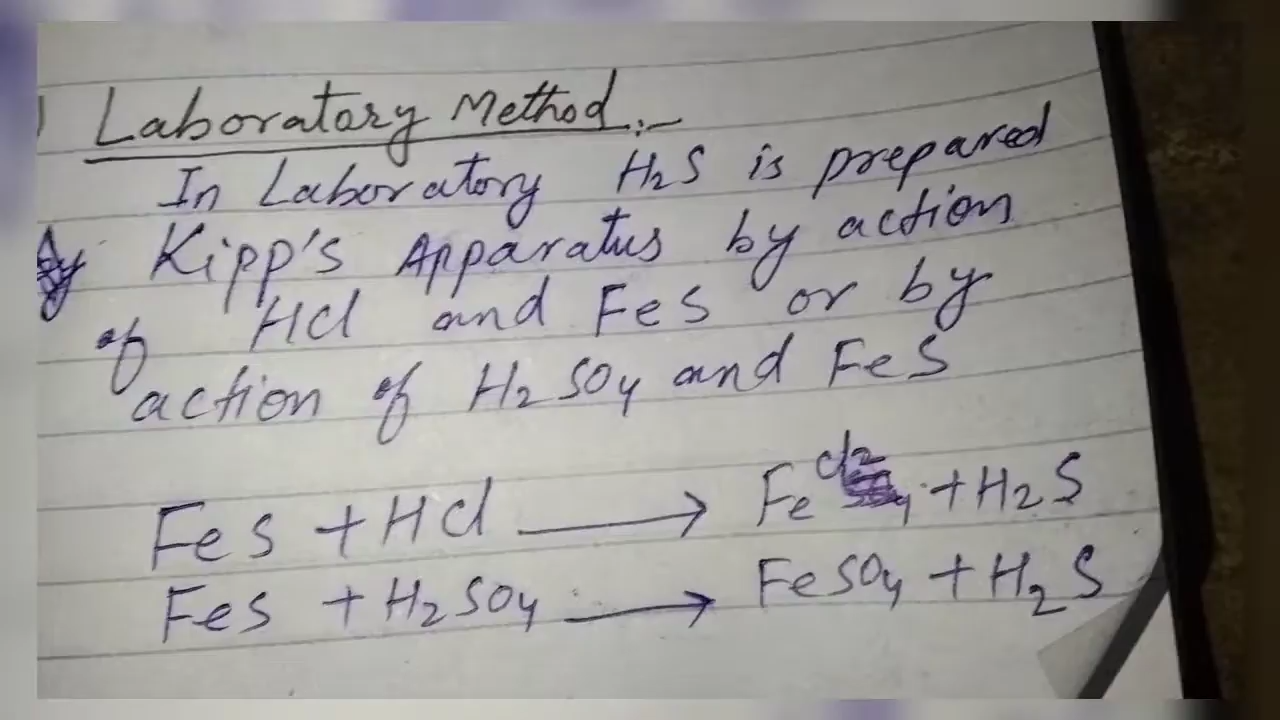 Laboratory Method :-
In Laboratory H2S is prepared
Kipp's Apparatus by action
of HCl and FeS or by
action of H2SO4 and FeS
FeS + HCl → FeCl2 + H2S
FeS + H2SO4 → FeSO4 + H2S